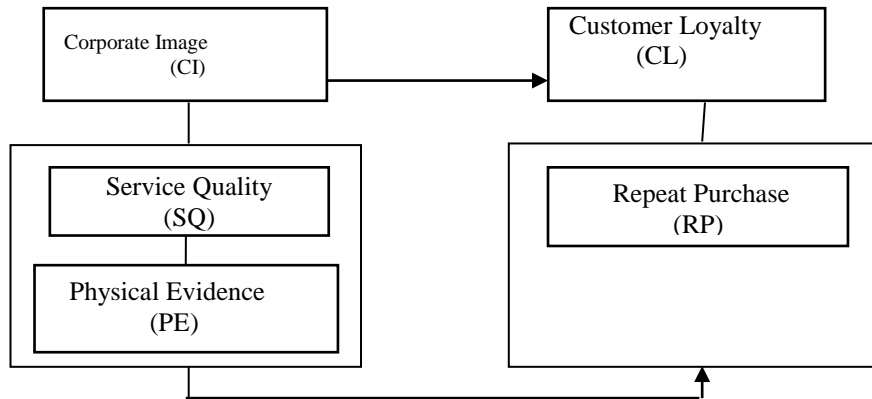 Corporate Image
(CI)
Customer Loyalty
(CL)
Service Quality
(SQ)
Physical Evidence
(PE)
Repeat Purchase
(RP)